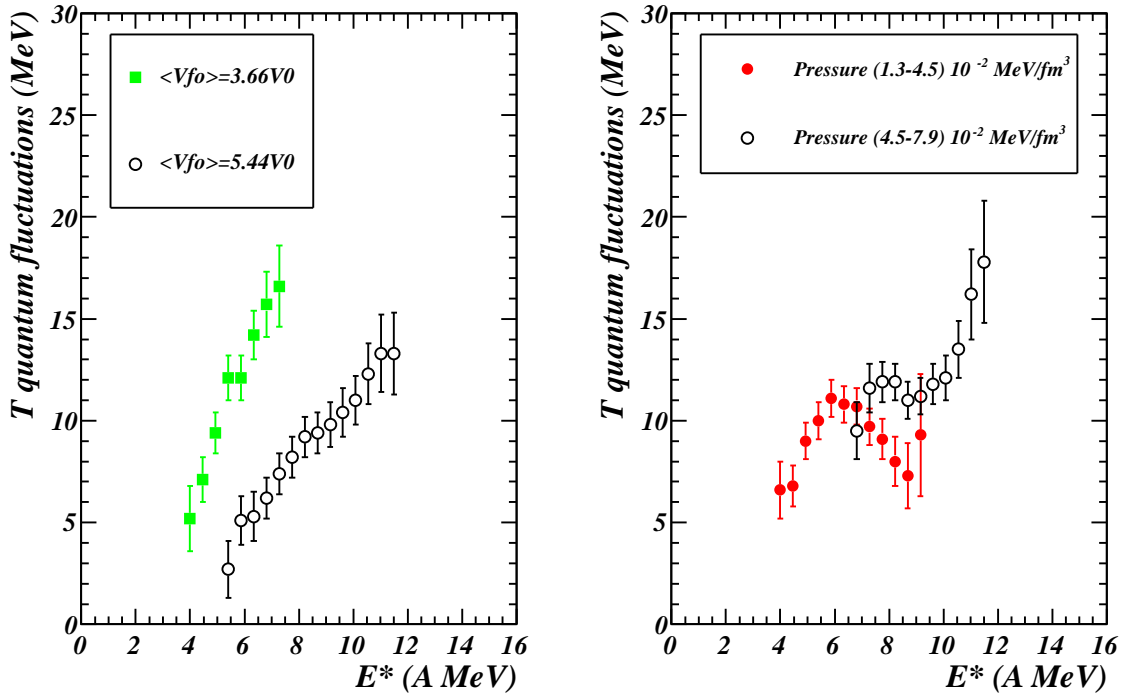 T quantum fluctuations (MeV)
30
25
20
15
10
5
0
<Vfo>=3.66V0
<Vfo>=5.44V0
0 2 4 6 8 10 12 14 16
E* (A MeV)
T quantum fluctuations (MeV)
30
25
20
15
10
5
0
Pressure (1.3-4.5) 10 -2 MeV/fm3
Pressure (4.5-7.9) 10 -2 MeV/fm3
0 2 4 6 8 10 12 14 16
E* (A MeV)